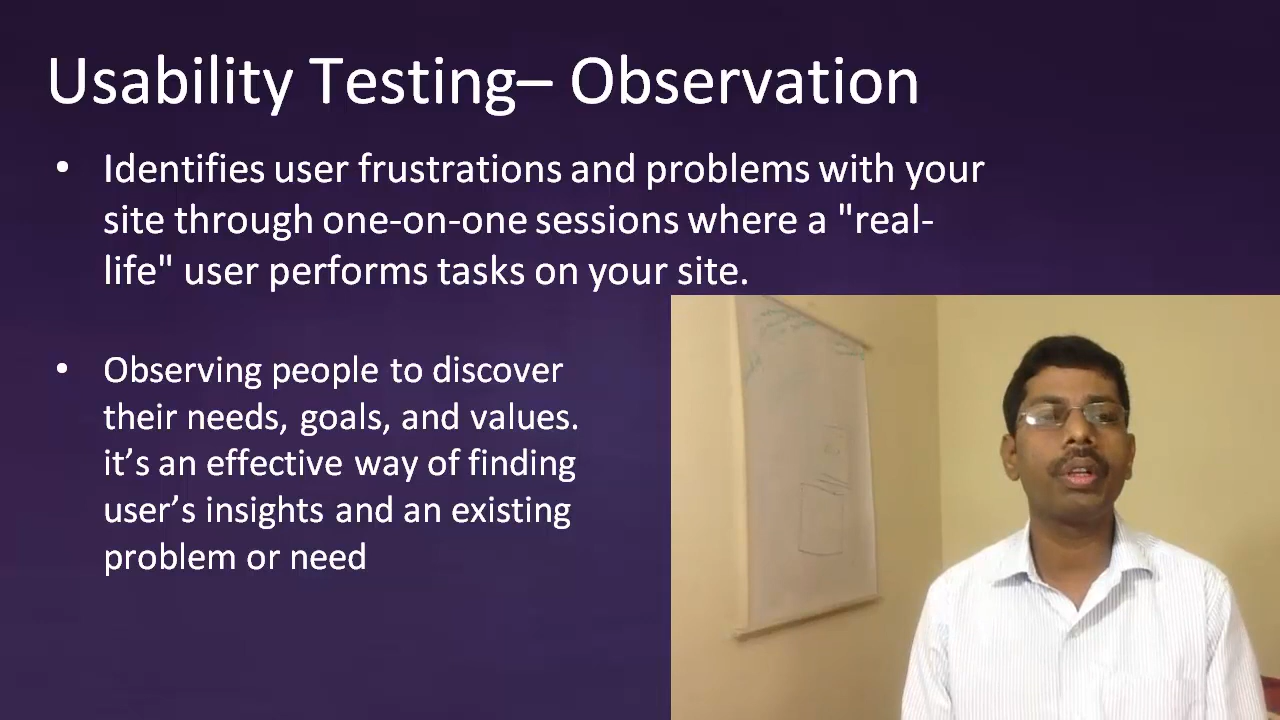 Usability Testing– Observation
• Identifies user frustrations and problems with your
site through one-on-one sessions where a "real-
life" user performs tasks on your site.
• Observing people to discover
their needs, goals, and values.
it’s an effective way of finding
user’s insights and an existing
problem or need